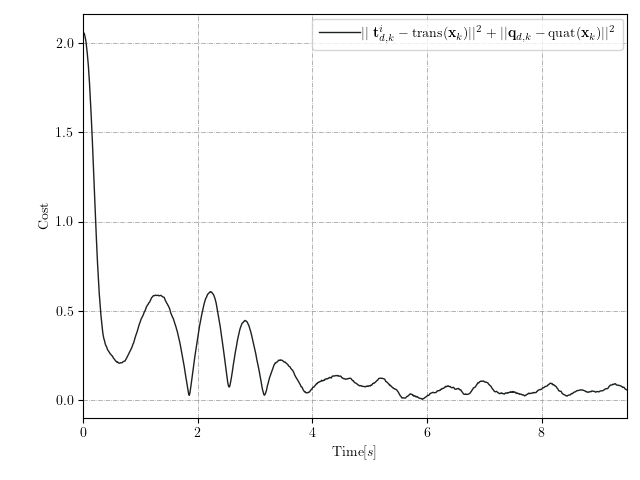 || t^i_{d,k} − trans(x_k)||^2 + ||q_{d,k} − quat(x_k)||^2
2.0
1.5
1.0
0.5
0.0
Cost
0 2 4 6 8
Time[s]